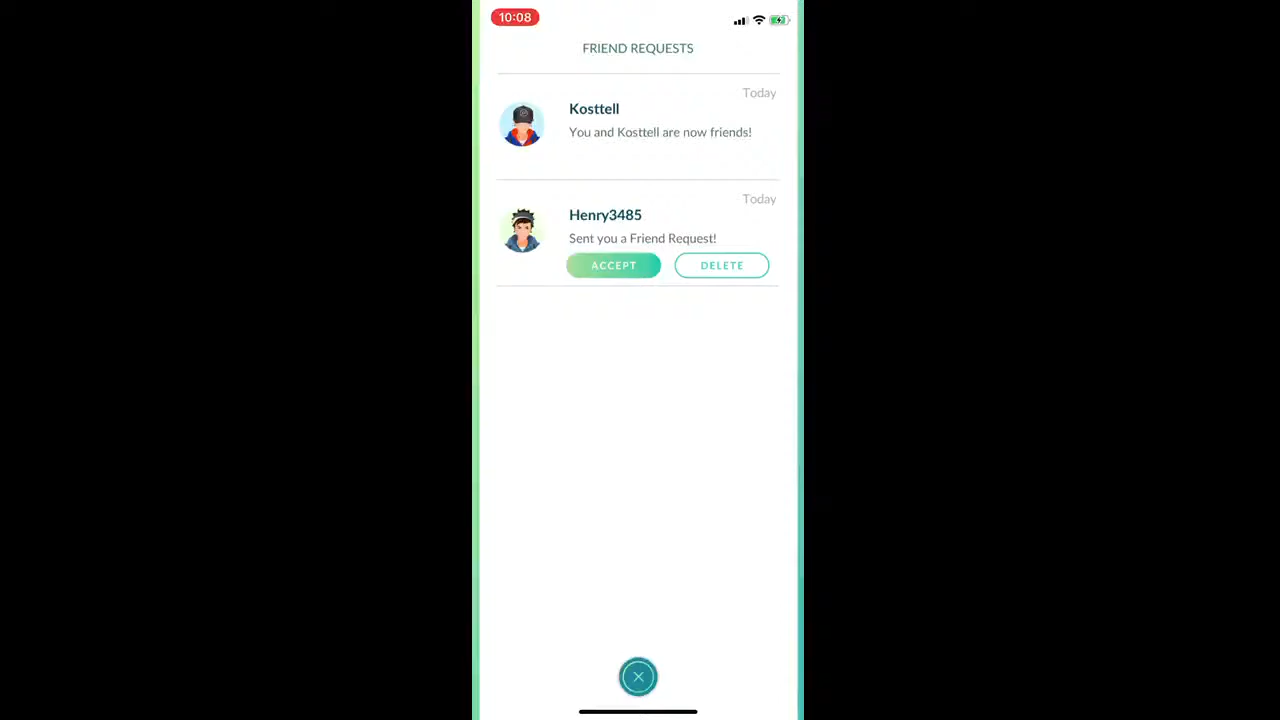 10:08
FRIEND REQUESTS
Today
Kosttell
You and Kosttell are now friends!
Today
Henry3485
Sent you a Friend Request!
ACCEPT DELETE